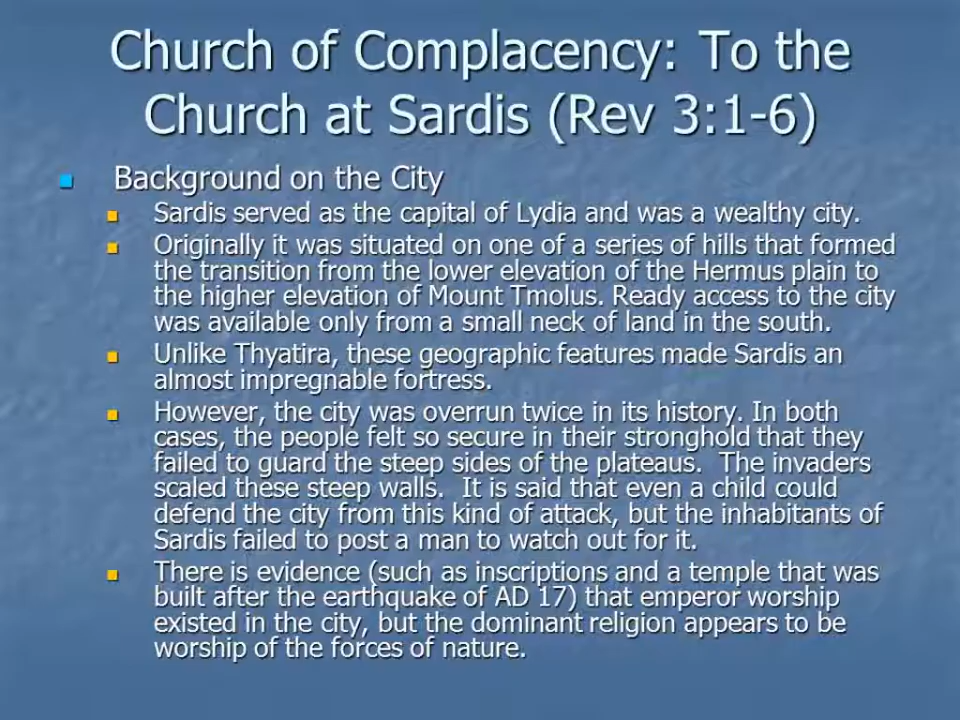 Church of Complacency: To the
Church at Sardis (Rev 3:1-6)
Background on the City
Sardis served as the capital of Lydia and was a wealthy city.
Originally it was situated on one of a series of hills that formed
the transition from the lower elevation of the Hermus plain to
the higher elevation of Mount Tmolus. Ready access to the city
was available only from a small neck of land in the south.
Unlike Thyatira, these geographic features made Sardis an
almost impregnable fortress.
However, the city was overrun twice in its history. In both
cases, the people felt so secure in their stronghold that they
failed to guard the steep sides of the plateaus. The invaders
scaled these steep walls. It is said that even a child could
defend the city from this kind of attack, but the inhabitants of
Sardis failed to post a man to watch out for it.
There is evidence (such as inscriptions and a temple that was
built after the earthquake of AD 17) that emperor worship
existed in the city, but the dominant religion appears to be
worship of the forces of nature.